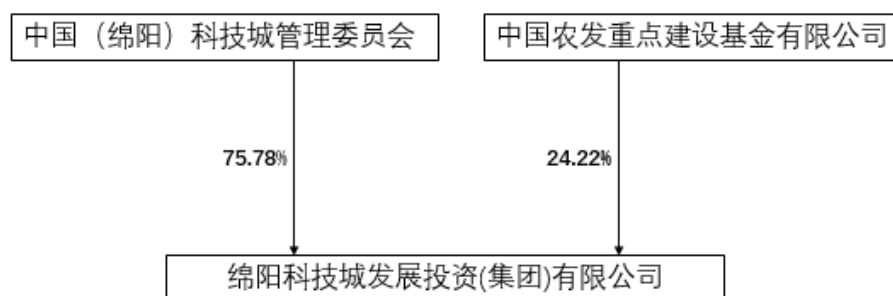 中国（绵阳）科技城管理委员会
中国农发重点建设基金有限公司
75.78%
24.22%
绵阳科技城发展投资(集团)有限公司